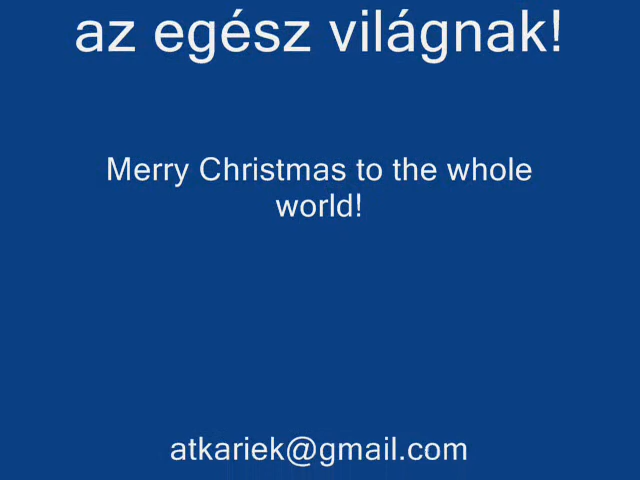 az egész világnak!
Merry Christmas to the whole
world!
atkariek@gmail.com